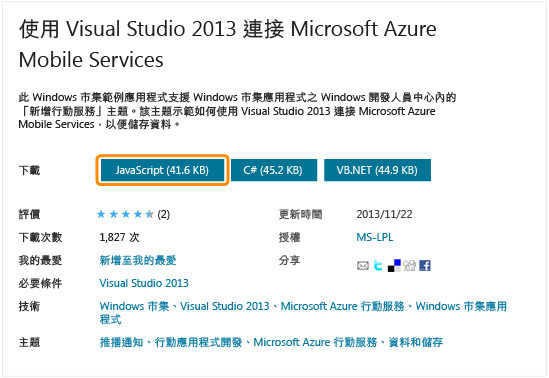 使用 Visual Studio 2013 連接 Microsoft Azure
Mobile Services
此 Windows 市集範例應用程式支援 Windows 市集應用程式之 Windows 開發人員中心內的
「新增行動服務」主題。該主題示範如何使用 Visual Studio 2013 連接 Microsoft Azure
Mobile Services，以便儲存資料。
下載 JavaScript (41.6 KB) C# (45.2 KB) VB.NET (44.9 KB)
評價 (2) 更新時間 2013/11/22
下載次數 1,827 次 授權 MS-LPL
我的最愛 新增至我的最愛 分享
必要條件 Visual Studio 2013
技術 Windows 市集、Visual Studio 2013、Microsoft Azure 行動服務、Windows 市集應用
程式
主題 推播通知、行動應用程式開發、Microsoft Azure 行動服務、資料和儲存